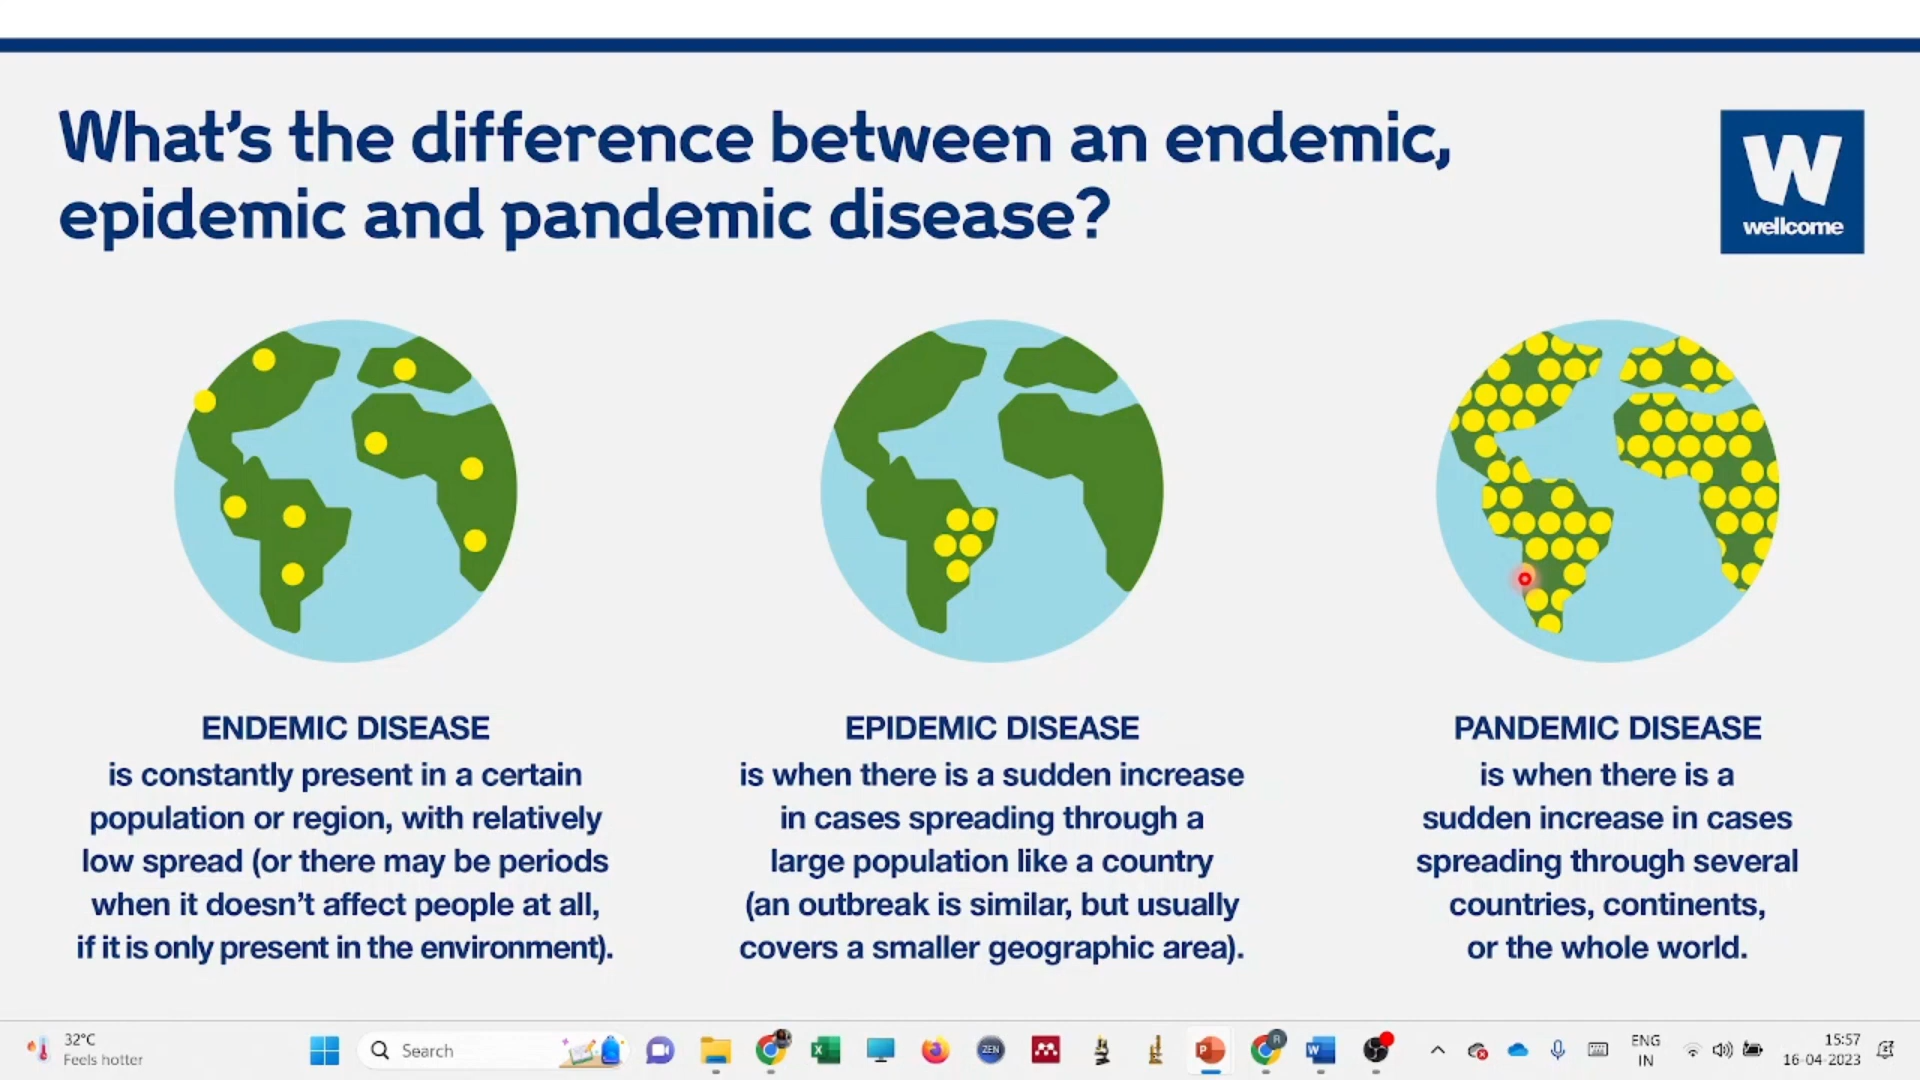 What's the difference between an endemic,
epidemic and pandemic disease?
W
wellcome
ENDEMIC DISEASE
is constantly present in a certain
population or region, with relatively
low spread (or there may be periods
when it doesn't affect people at all,
if it is only present in the environment).
EPIDEMIC DISEASE
is when there is a sudden increase
in cases spreading through a
large population like a country
(an outbreak is similar, but usually
covers a smaller geographic area).
PANDEMIC DISEASE
is when there is a
sudden increase in cases
spreading through several
countries, continents,
or the whole world.
32°C
Feels hotter
Search
ZEN
ENG
IN
15:57
16-04-2023